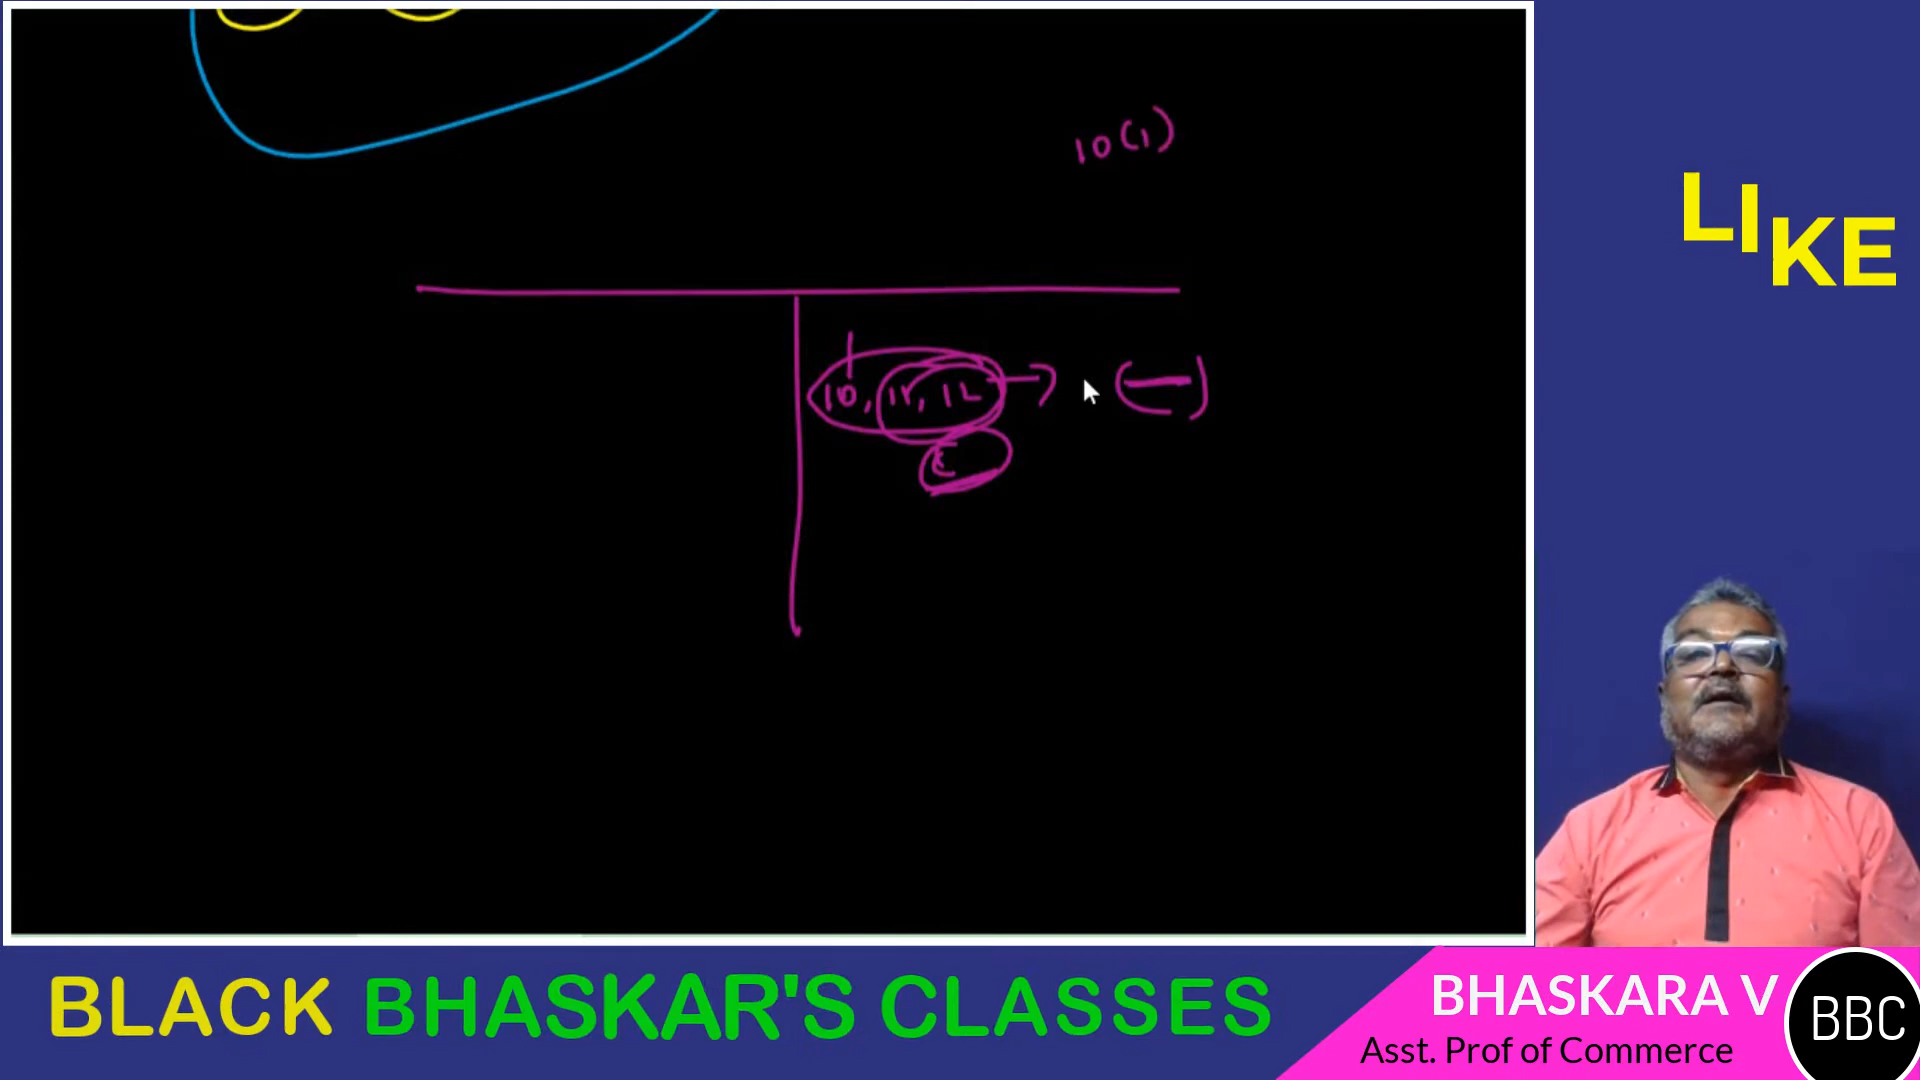 10(1)
LIKE
10, 11, 12
BLACK BHASKAR'S CLASSES
BHASKARA V
Asst. Prof of Commerce
BBC